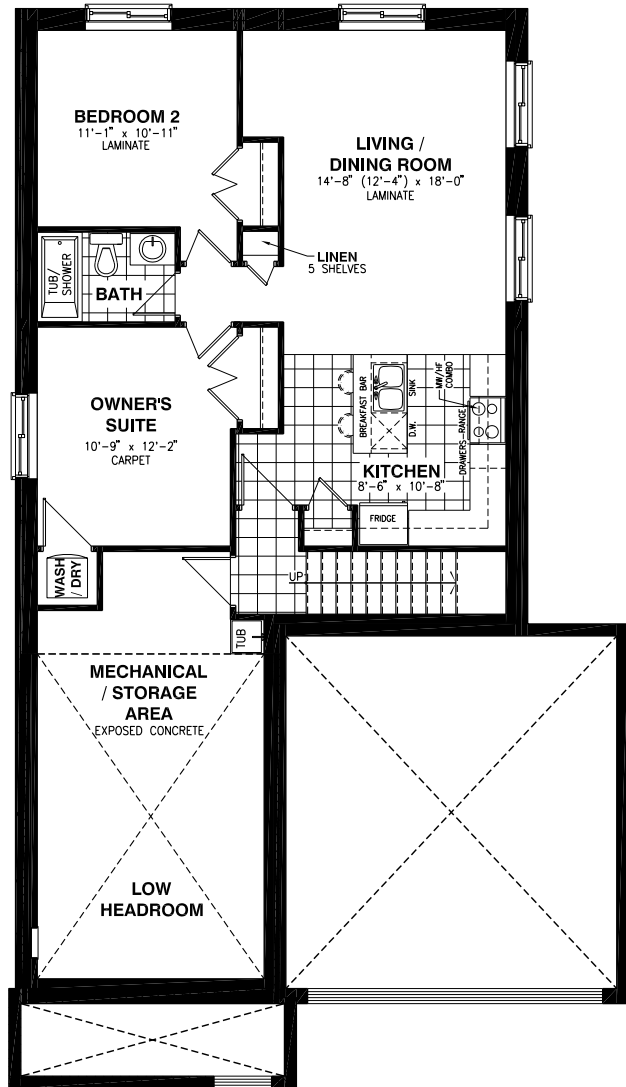 BEDROOM 2
11'-1" x 10'-11"
LAMINATE
LIVING /
DINING ROOM
14'-8" (12'-4") x 18'-0"
LAMINATE
LINEN
5 SHELVES
TUB/
SHOWER
BATH
OWNER'S
SUITE
10'-9" x 12'-2"
CARPET
BREAKFAST BAR
SINK
D.W.
MW/HF
COMBO
DRAWERS
RANGE
KITCHEN
8'-6" x 10'-8"
FRIDGE
WASH
/ DRY
UP
TUB
MECHANICAL
/ STORAGE
AREA
EXPOSED CONCRETE
LOW
HEADROOM